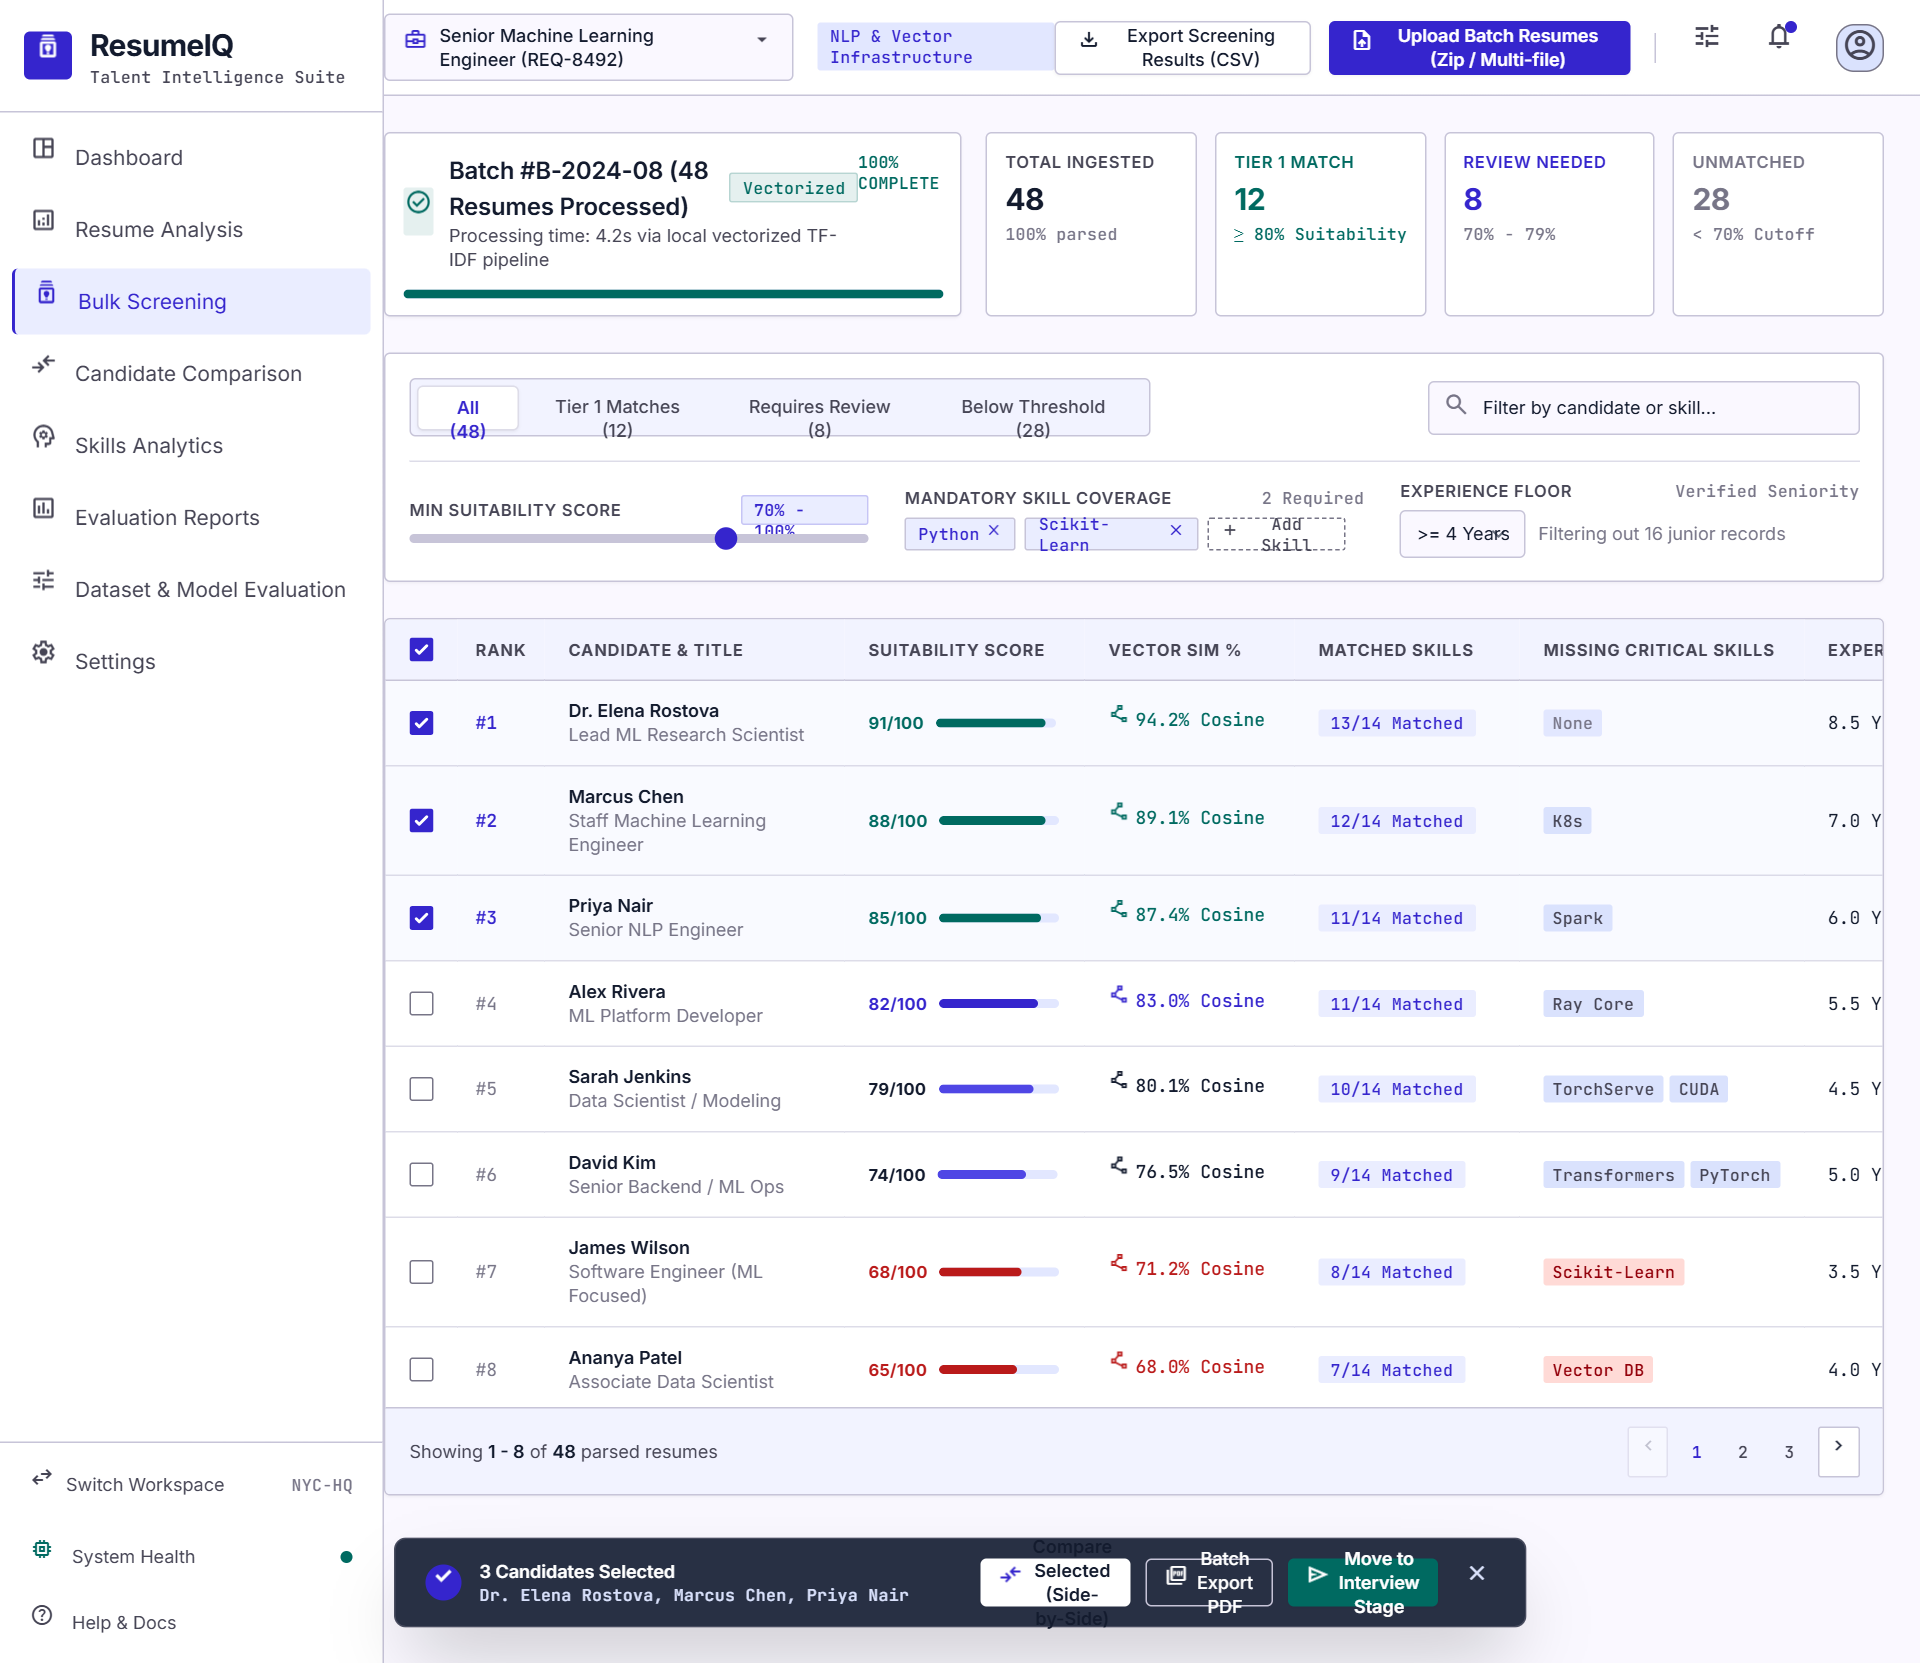 ResumeIQ
Talent Intelligence Suite
Dashboard
Resume Analysis
Bulk Screening
Candidate Comparison
Skills Analytics
Evaluation Reports
Dataset & Model Evaluation
Settings
Switch Workspace NYC-HQ
System Health
Help & Docs
Senior Machine Learning
Engineer (REQ-8492)
NLP & Vector
Infrastructure
Export Screening
Results (CSV)
Upload Batch Resumes
(Zip / Multi-file)
Batch #B-2024-08 (48
Resumes Processed)
Vectorized
100%
COMPLETE
Processing time: 4.2s via local vectorized TF-
IDF pipeline
TOTAL INGESTED
48
100% parsed
TIER 1 MATCH
12
≥ 80% Suitability
REVIEW NEEDED
8
70% - 79%
UNMATCHED
28
< 70% Cutoff
All
(48)
Tier 1 Matches
(12)
Requires Review
(8)
Below Threshold
(28)
Filter by candidate or skill...
MIN SUITABILITY SCORE
70% -
100%
MANDATORY SKILL COVERAGE
2 Required
Python
Scikit-
Learn
Add
Skill
EXPERIENCE FLOOR
Verified Seniority
>= 4 Years
Filtering out 16 junior records
RANK CANDIDATE & TITLE SUITABILITY SCORE VECTOR SIM % MATCHED SKILLS MISSING CRITICAL SKILLS EXPER
#1 Dr. Elena Rostova 91/100 94.2% Cosine 13/14 Matched None 8.5 Y
Lead ML Research Scientist
#2 Marcus Chen 88/100 89.1% Cosine 12/14 Matched K8s 7.0 Y
Staff Machine Learning
Engineer
#3 Priya Nair 85/100 87.4% Cosine 11/14 Matched Spark 6.0 Y
Senior NLP Engineer
#4 Alex Rivera 82/100 83.0% Cosine 11/14 Matched Ray Core 5.5 Y
ML Platform Developer
#5 Sarah Jenkins 79/100 80.1% Cosine 10/14 Matched TorchServe CUDA 4.5 Y
Data Scientist / Modeling
#6 David Kim 74/100 76.5% Cosine 9/14 Matched Transformers PyTorch 5.0 Y
Senior Backend / ML Ops
#7 James Wilson 68/100 71.2% Cosine 8/14 Matched Scikit-Learn 3.5 Y
Software Engineer (ML
Focused)
#8 Ananya Patel 65/100 68.0% Cosine 7/14 Matched Vector DB 4.0 Y
Associate Data Scientist
Showing 1 - 8 of 48 parsed resumes
1 2 3
3 Candidates Selected
Dr. Elena Rostova, Marcus Chen, Priya Nair
Compare
Selected
(Side-
by-Side)
Batch
Export
PDF
Move to
Interview
Stage